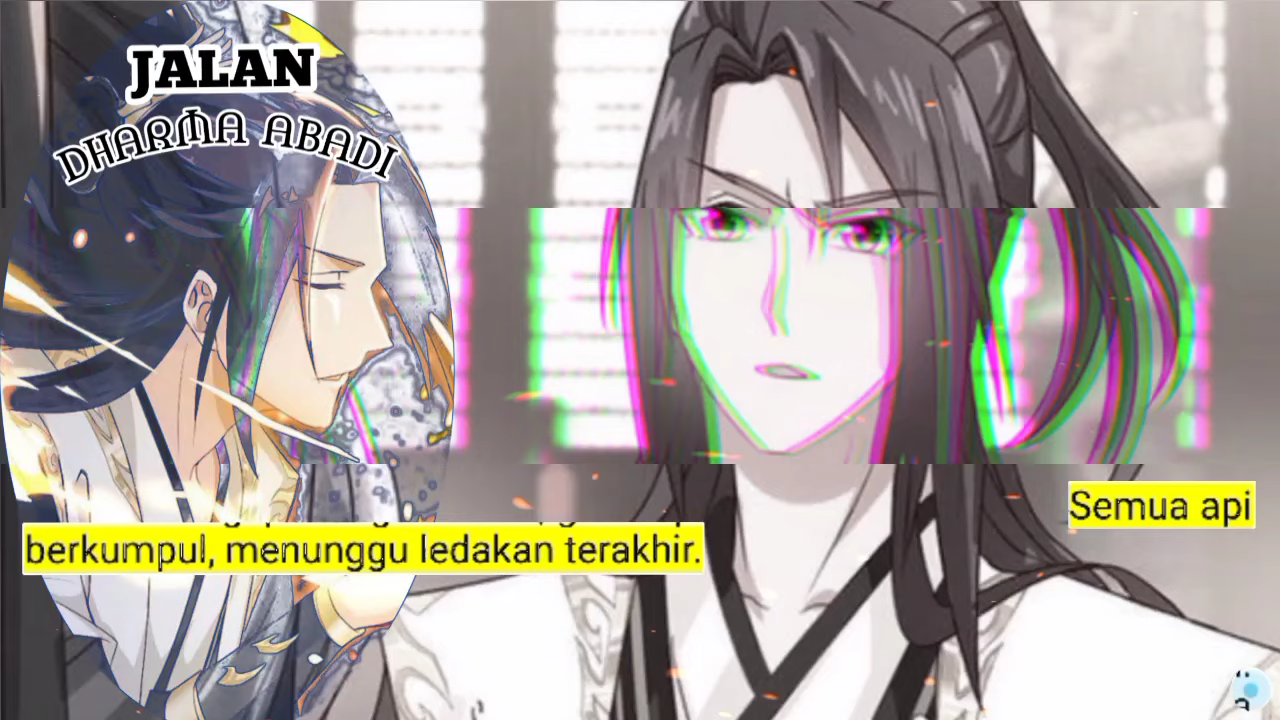 JALAN
DHARMA ABADI
Semua api
berkumpul, menunggu ledakan terakhir.